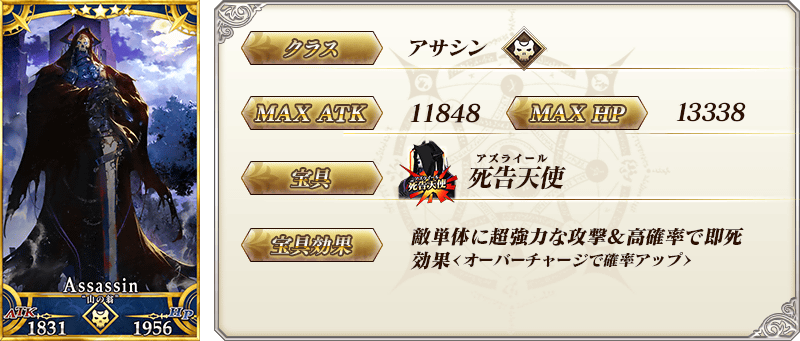 Assassin
"山の翁"
ATK
HP
1831
1956
クラス
アサシン
MAX ATK
11848
MAX HP
13338
宝具
死告天使
アズライール
死告天使
宝具効果
敵単体に超強力な攻撃&高確率で即死
効果<オーバーチャージで確率アップ>